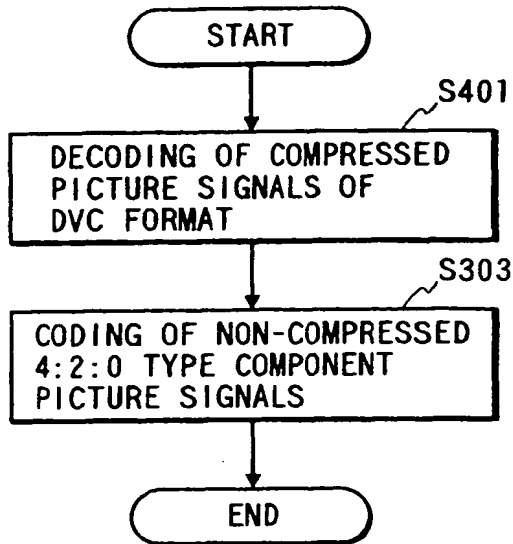 START
S401
DECODING OF COMPRESSED
PICTURE SIGNALS OF
DVC FORMAT
S303
CODING OF NON-COMPRESSED
4:2:0 TYPE COMPONENT
PICTURE SIGNALS
END